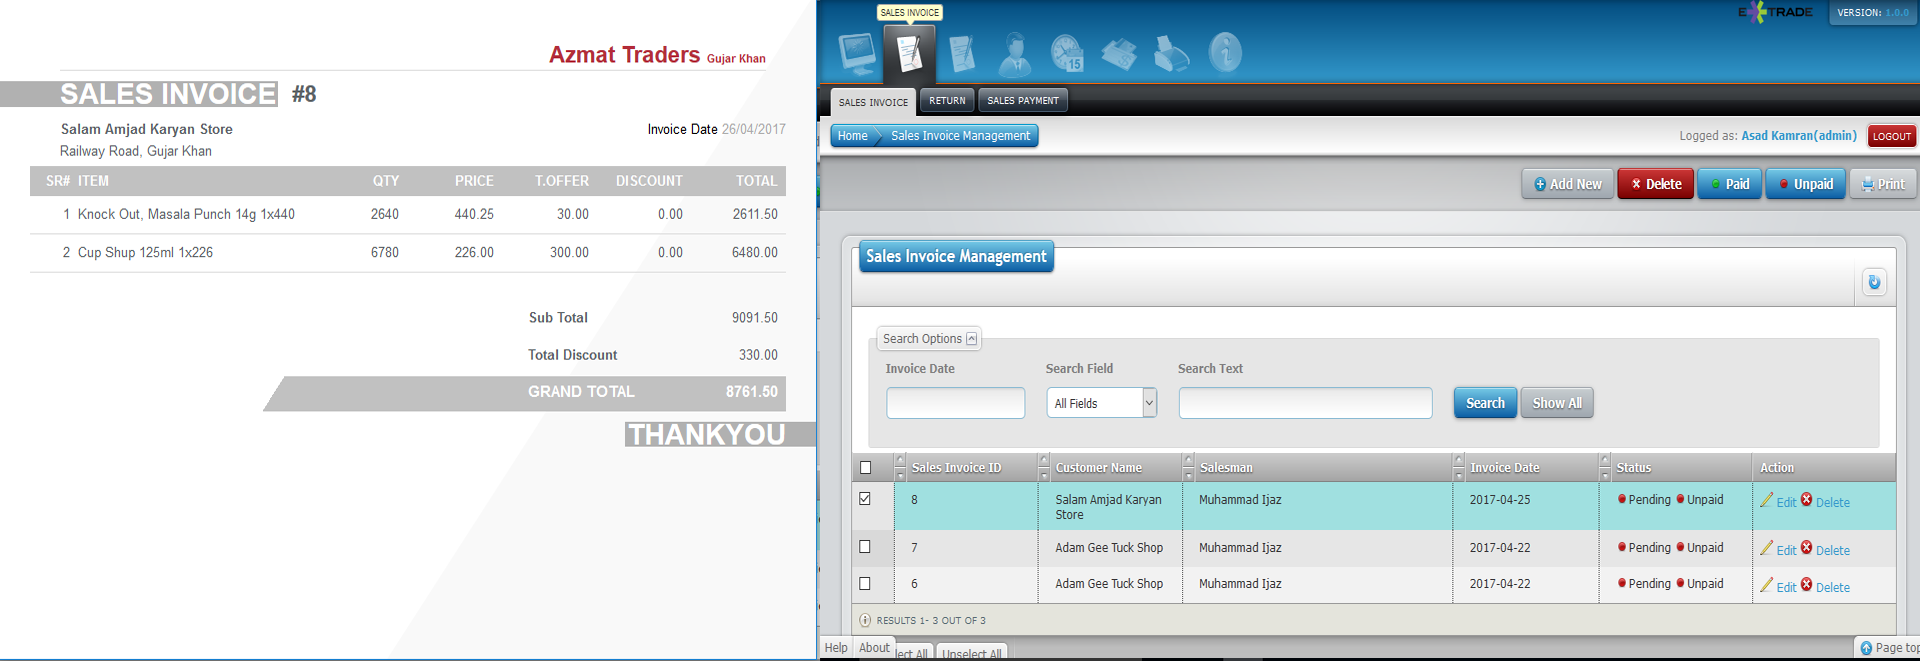 Azmat Traders Gujar Khan
SALES INVOICE #8
Salam Amjad Karyan Store
Invoice Date 26/04/2017
Railway Road, Gujar Khan
SR# ITEM QTY PRICE T.OFFER DISCOUNT TOTAL
1 Knock Out, Masala Punch 14g 1x440 2640 440.25 30.00 0.00 2611.50
2 Cup Shup 125ml 1x226 6780 226.00 300.00 0.00 6480.00
Sub Total 9091.50
Total Discount 330.00
GRAND TOTAL 8761.50
THANKYOU
SALES INVOICE
15
EXTRADE
VERSION: 1.0.0
SALES INVOICE RETURN SALES PAYMENT
Home Sales Invoice Management
Logged as: Asad Kamran(admin) LOGOUT
Add New Delete Paid Unpaid Print
Sales Invoice Management
Search Options
Invoice Date Search Field Search Text
All Fields Search Show All
Sales Invoice ID Customer Name Salesman Invoice Date Status Action
8 Salam Amjad Karyan Store Muhammad Ijaz 2017-04-25 Pending Unpaid Edit Delete
7 Adam Gee Tuck Shop Muhammad Ijaz 2017-04-22 Pending Unpaid Edit Delete
6 Adam Gee Tuck Shop Muhammad Ijaz 2017-04-22 Pending Unpaid Edit Delete
RESULTS 1- 3 OUT OF 3
Help About lect All Unselect All
Page top